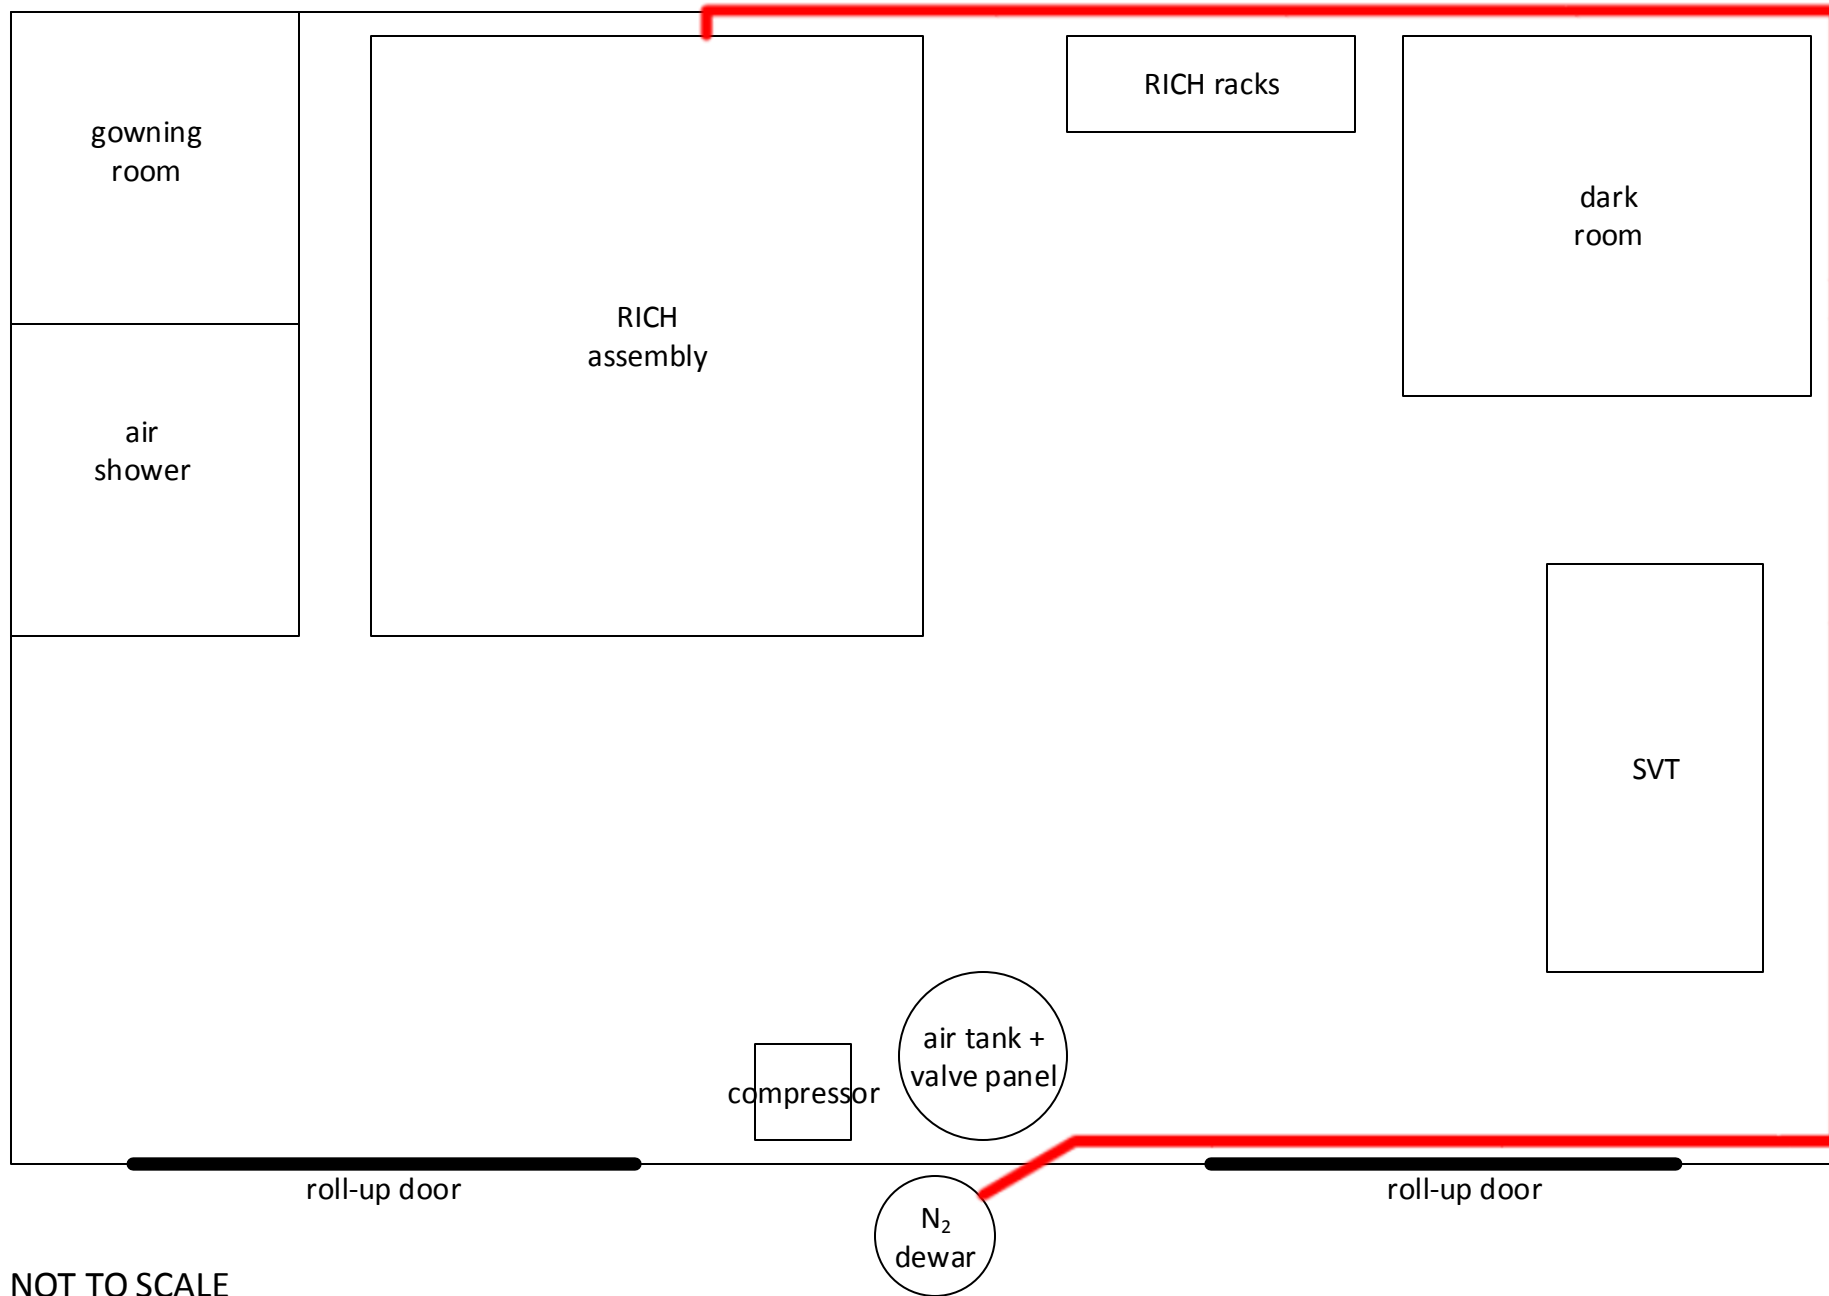 gowning
room
RICH racks
dark
room
RICH
assembly
air
shower
SVT
air tank +
valve panel
compressor
roll-up door
roll-up door
N₂
dewar
NOT TO SCALE